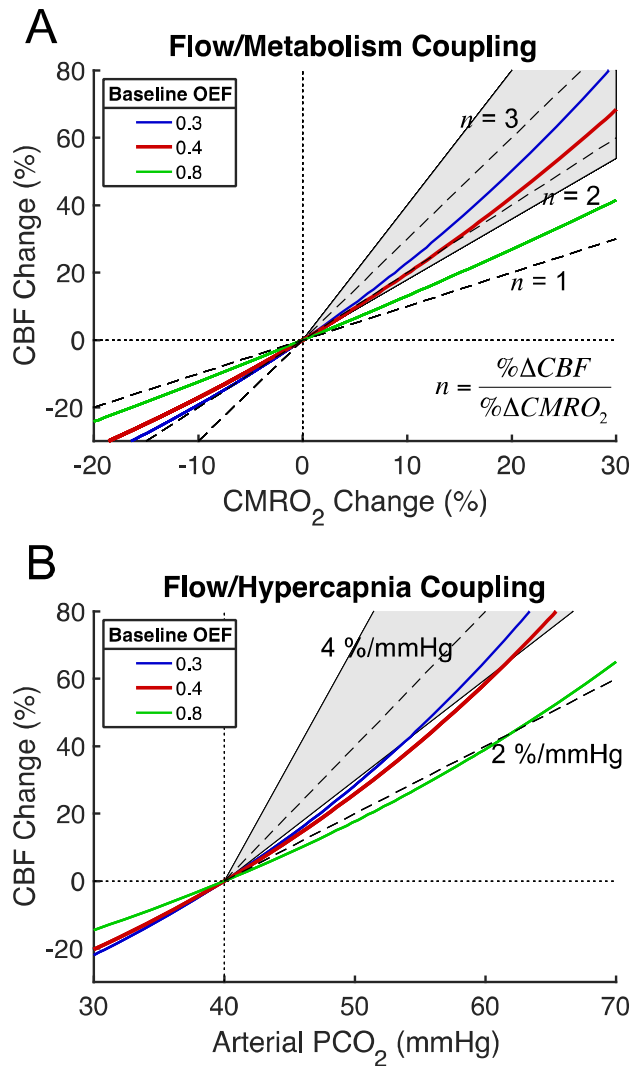 A
Flow/Metabolism Coupling
80
60
40
20
0
-20
CBF Change (%)
Baseline OEF
0.3
0.4
0.8
n = 3
n = 2
n = 1
n = %ΔCBF / %ΔCMRO₂
-20 -10 0 10 20 30
CMRO₂ Change (%)
B
Flow/Hypercapnia Coupling
80
60
40
20
0
-20
CBF Change (%)
Baseline OEF
0.3
0.4
0.8
4 %/mmHg
2 %/mmHg
30 40 50 60 70
Arterial PCO₂ (mmHg)